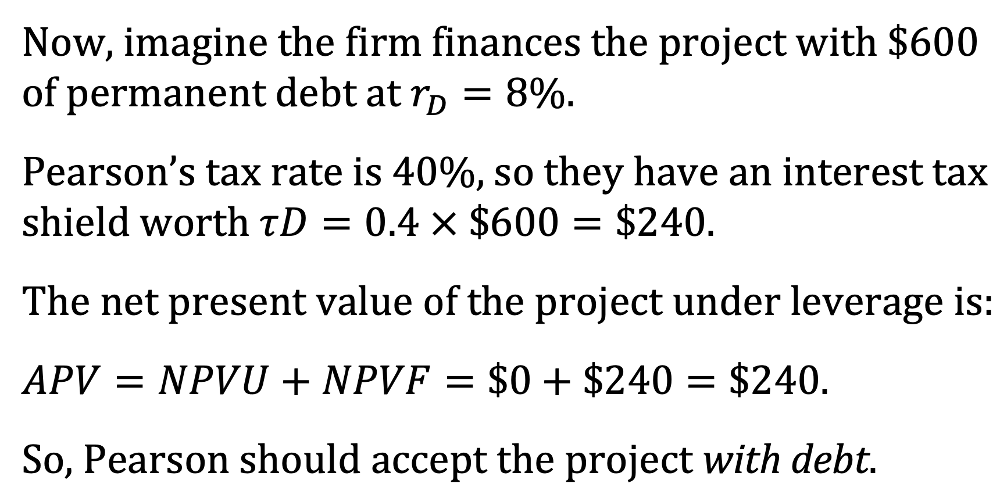 Now, imagine the firm finances the project with $600
of permanent debt at r_D = 8%.
Pearson’s tax rate is 40%, so they have an interest tax
shield worth τD = 0.4 × $600 = $240.
The net present value of the project under leverage is:
APV = NPVU + NPVF = $0 + $240 = $240.
So, Pearson should accept the project with debt.